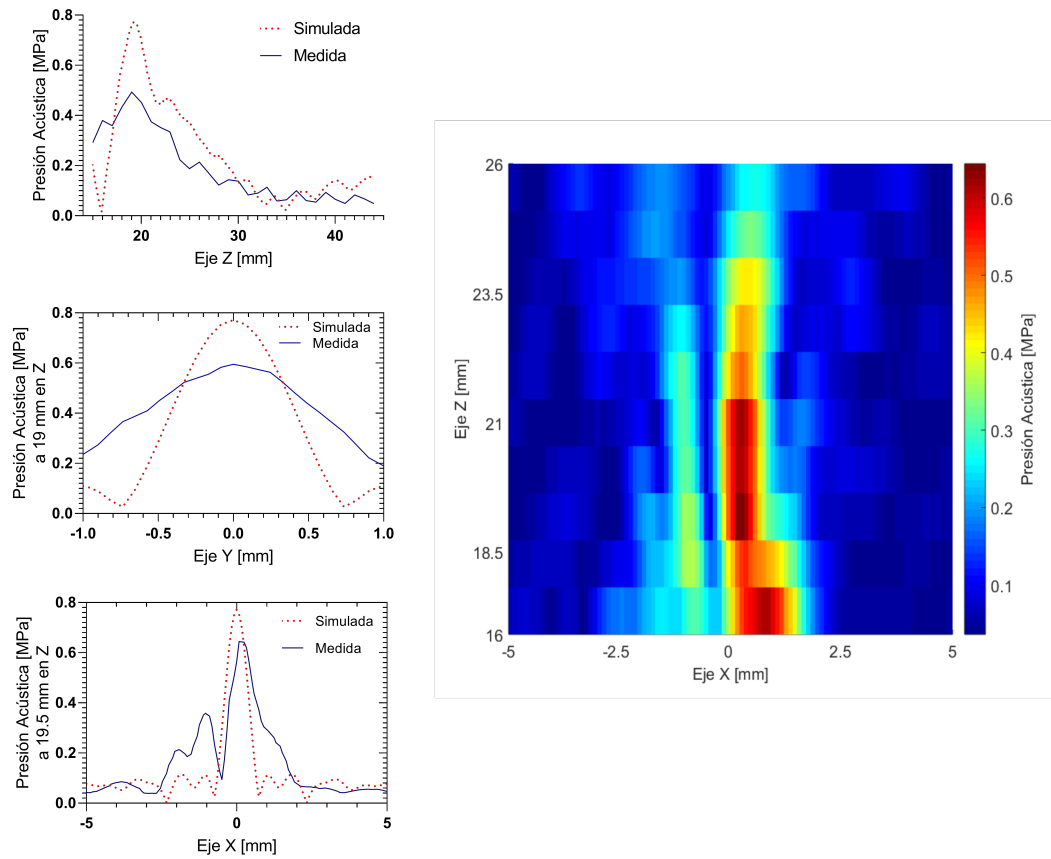 Presión Acústica [MPa]
0.8
0.6
0.4
0.2
0.0
20
30
40
Eje Z [mm]
Simulada
Medida
Presión Acústica [MPa]
a 19 mm en Z
0.8
0.6
0.4
0.2
0.0
-1.0
-0.5
0.0
0.5
1.0
Eje Y [mm]
Simulada
Medida
Presión Acústica [MPa]
a 19.5 mm en Z
0.8
0.6
0.4
0.2
0.0
-5
0
5
Eje X [mm]
Simulada
Medida
Eje Z [mm]
26
23.5
21
18.5
16
-5
-2.5
0
2.5
5
Eje X [mm]
0.6
0.5
0.4
0.3
0.2
0.1
Presión Acústica [MPa]